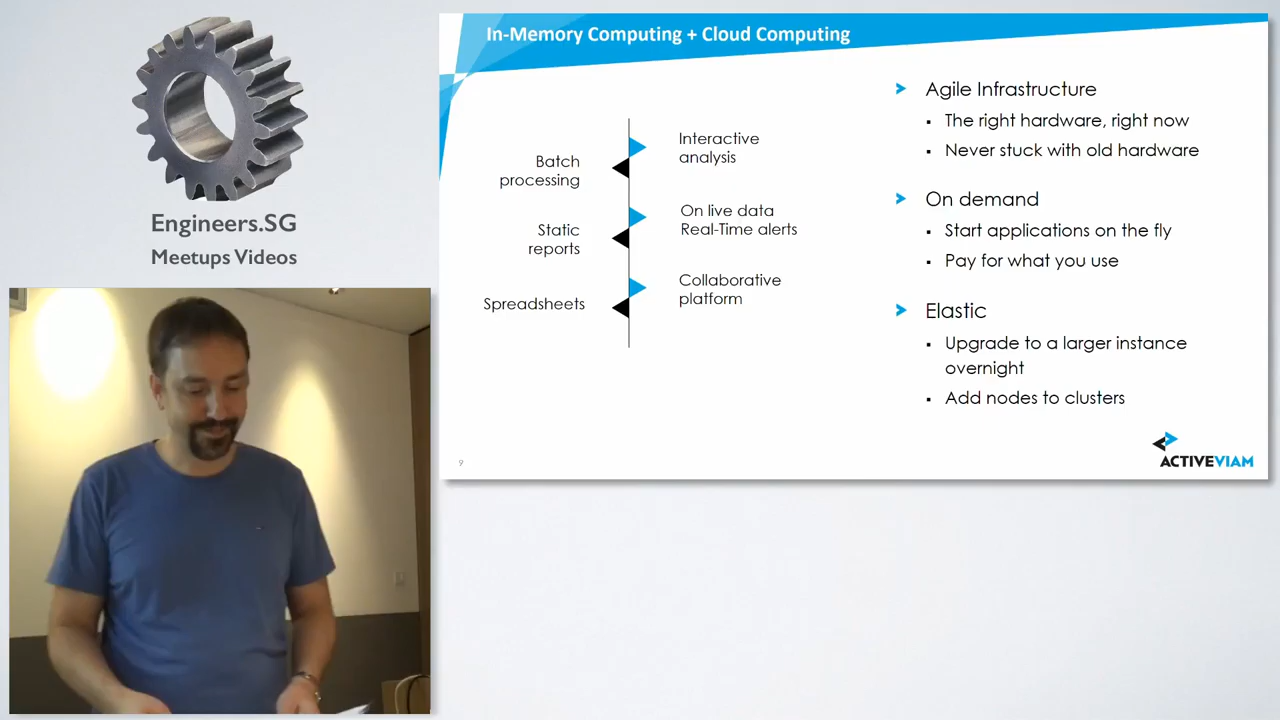 Engineers.SG
Meetups Videos
In-Memory Computing + Cloud Computing
Batch
processing
Static
reports
Spreadsheets
Interactive
analysis
On live data
Real-Time alerts
Collaborative
platform
Agile Infrastructure
The right hardware, right now
Never stuck with old hardware
On demand
Start applications on the fly
Pay for what you use
Elastic
Upgrade to a larger instance
overnight
Add nodes to clusters
9
ACTIVEVIAM